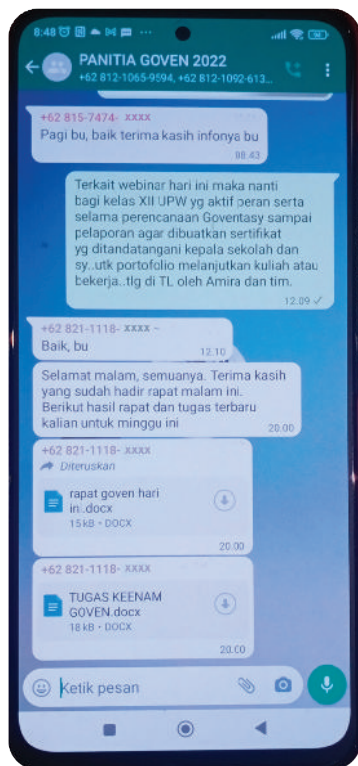 8:48
PANITIA GOVEN 2022
+62 812-1065-9594, +62 812-1092-613...
+62 815-7474- XXXX
Pagi bu, baik terima kasih infonya bu
08.43
Terkait webinar hari ini maka nanti
bagi kelas XII UPW yg aktif peran serta
selama perencanaan Goventasy sampai
pelaporan agar dibuatkan sertifikat
yg ditandatangani kepala sekolah dan
sy..utk portofolio melanjutkan kuliah atau
bekerja..tlg di TL oleh Amira dan tim.
12.09
+62 821-1118- XXXX ~
Baik, bu
12.10
Selamat malam, semuanya. Terima kasih
yang sudah hadir rapat malam ini.
Berikut hasil rapat dan tugas terbaru
kalian untuk minggu ini
20.00
+62 821-1118- XXXX
Diteruskan
rapat goven hari
ini.docx
15 kB • DOCX
20.00
+62 821-1118- XXXX
TUGAS KEENAM
GOVEN.docx
18 kB • DOCX
20.00
Ketik pesan